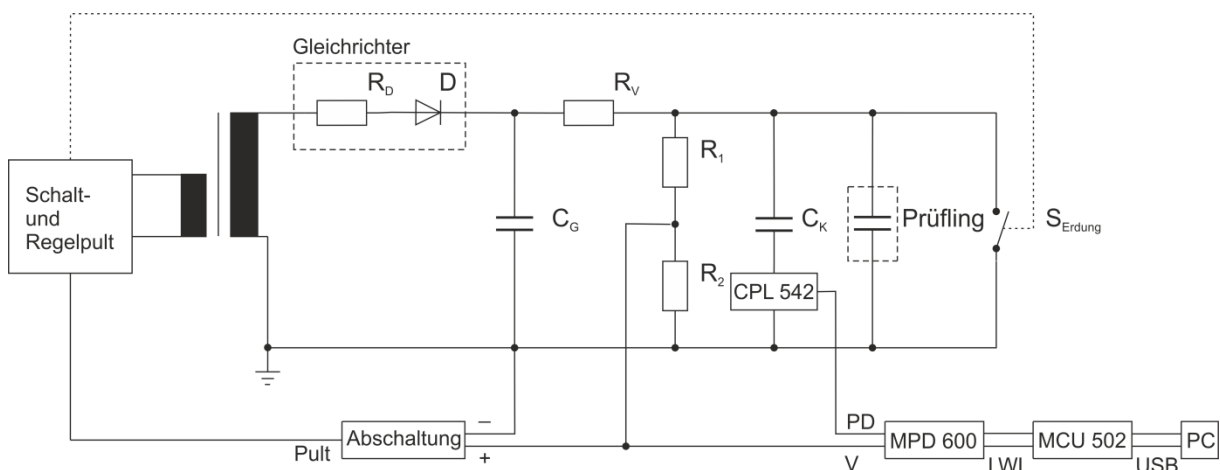 Gleichrichter
R_D
D
R_V
R_1
Schalt-
und
Regelpult
C_G
C_K
Prüfling
S_Erdung
R_2
CPL 542
Abschaltung
–
+
Pult
PD
V
MPD 600
LWL
MCU 502
USB
PC